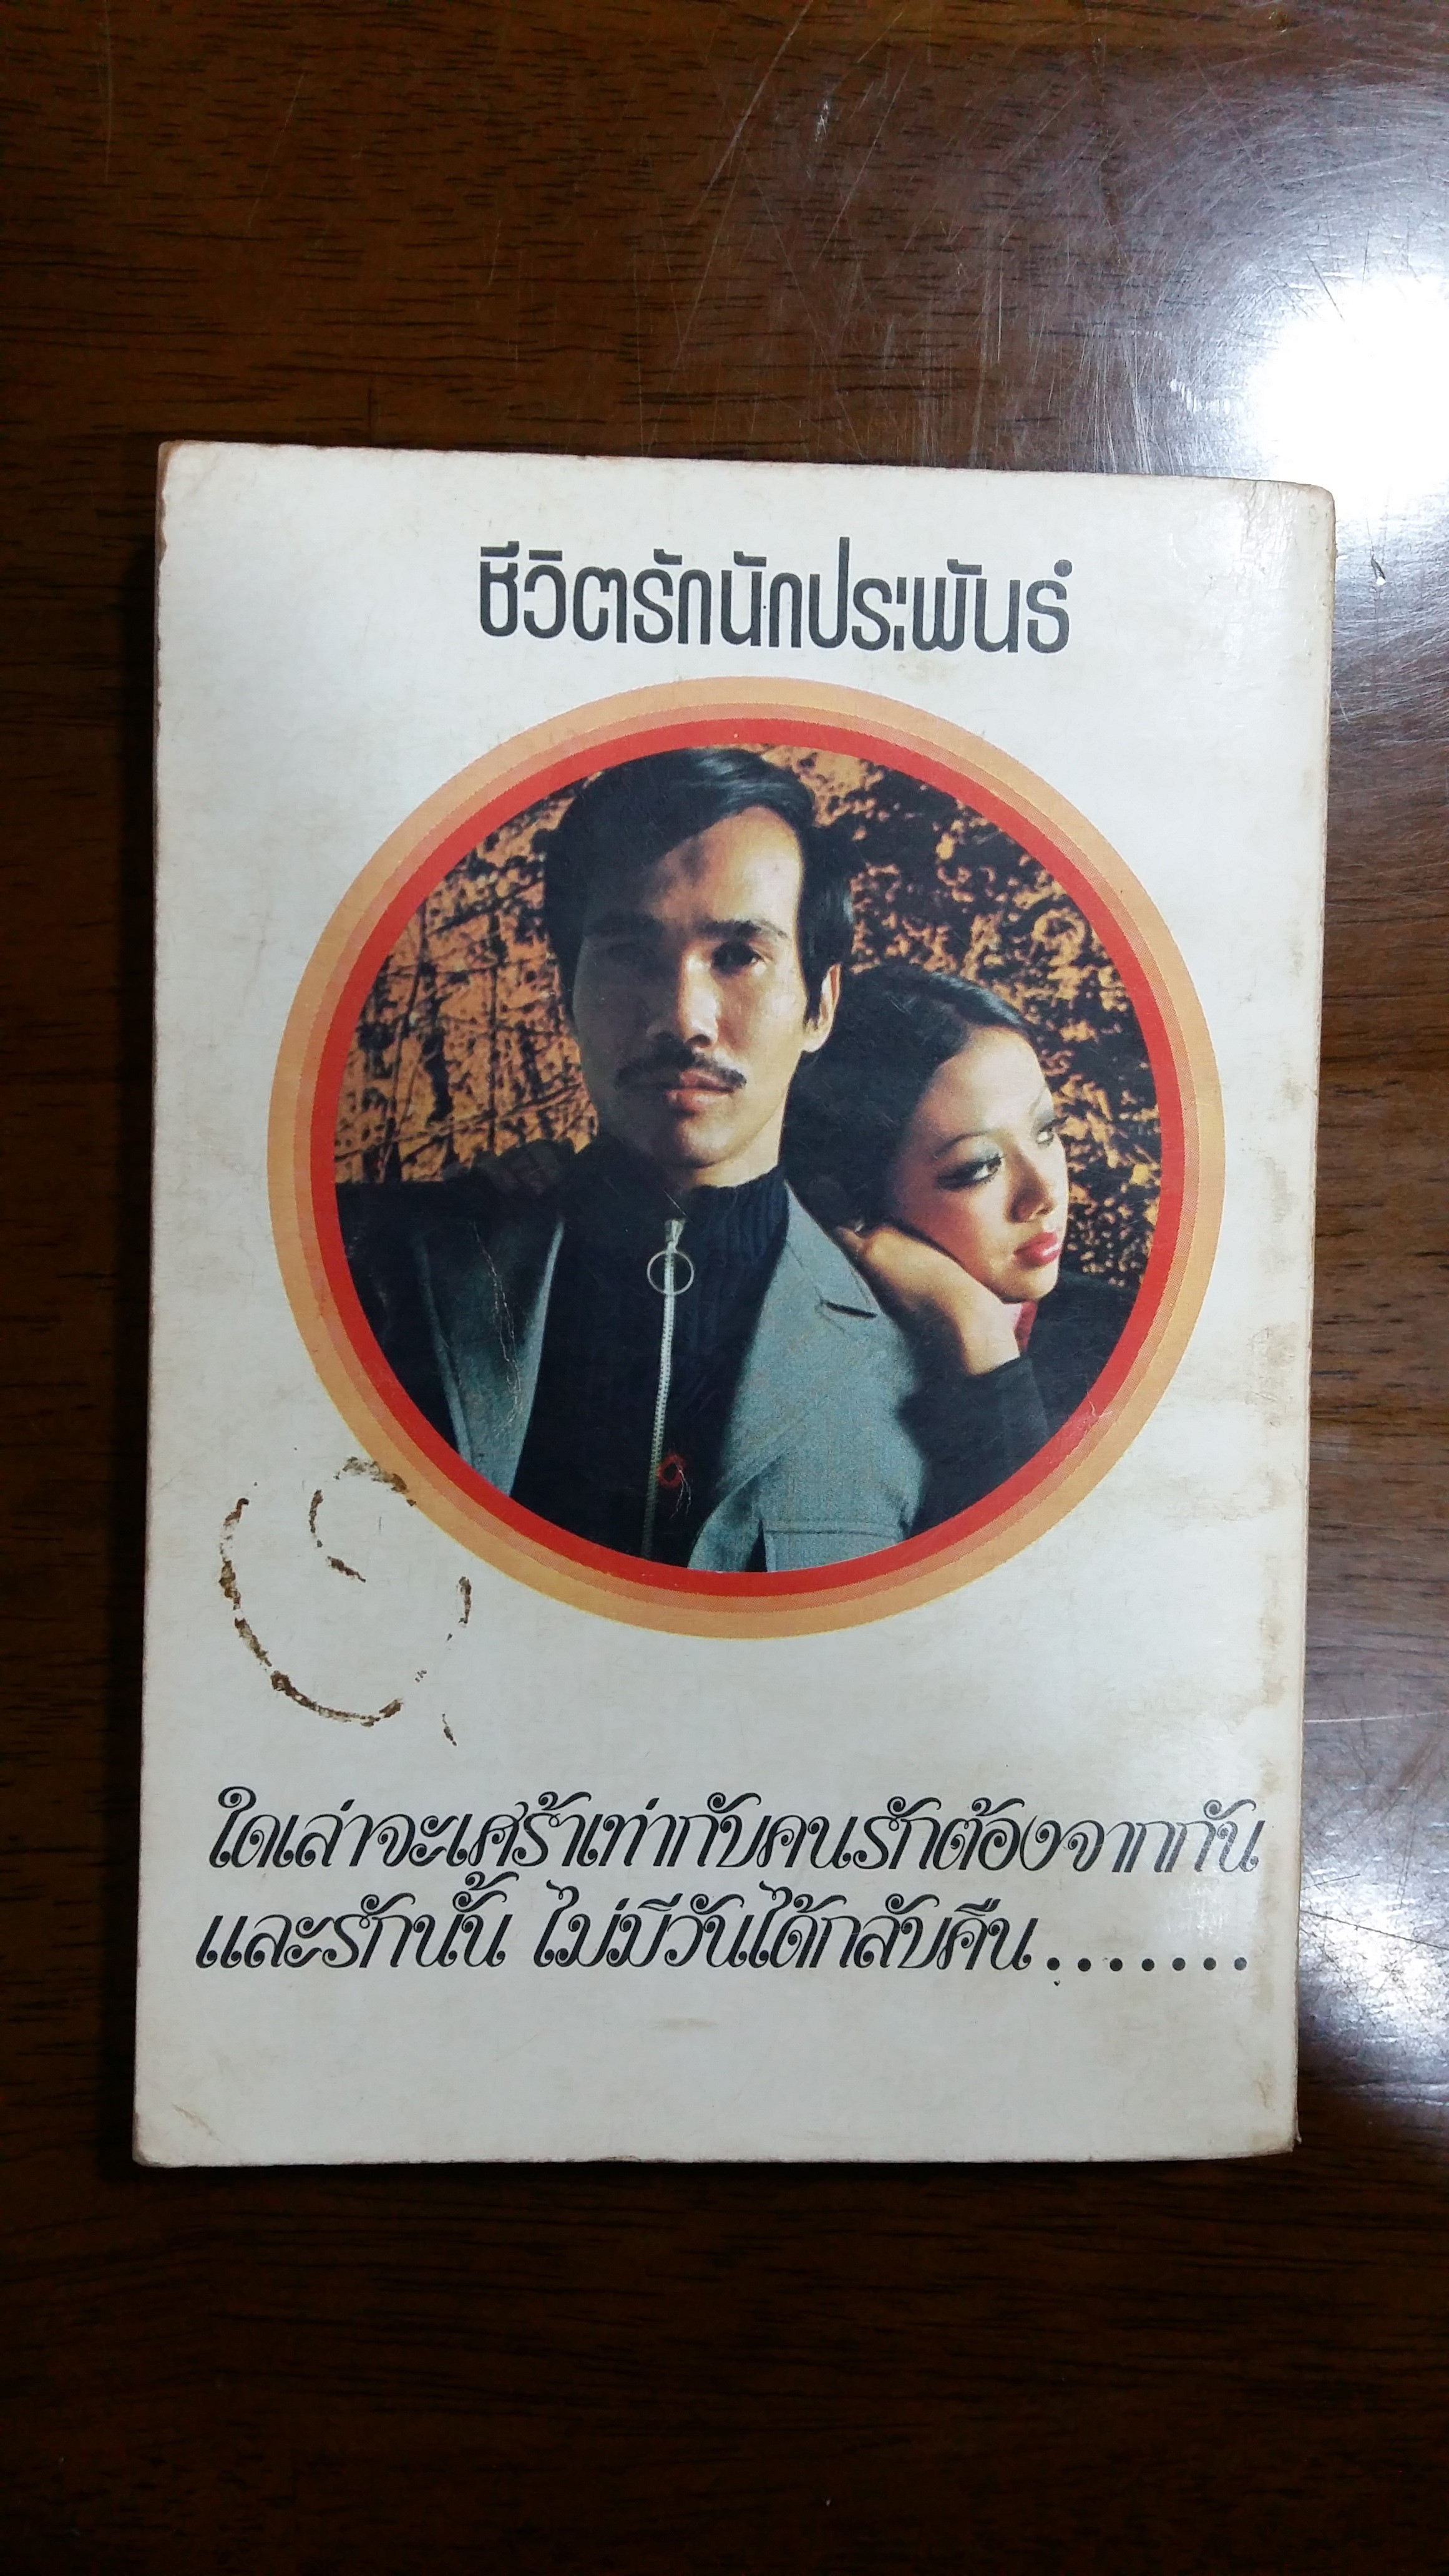 ชีวิตรักนักประพันธ์
ใดเล่าจะเศร้าเท่ากับคนรักต้องจากกัน
และรักนั้น ไม่มีวันได้กลับคืน.......